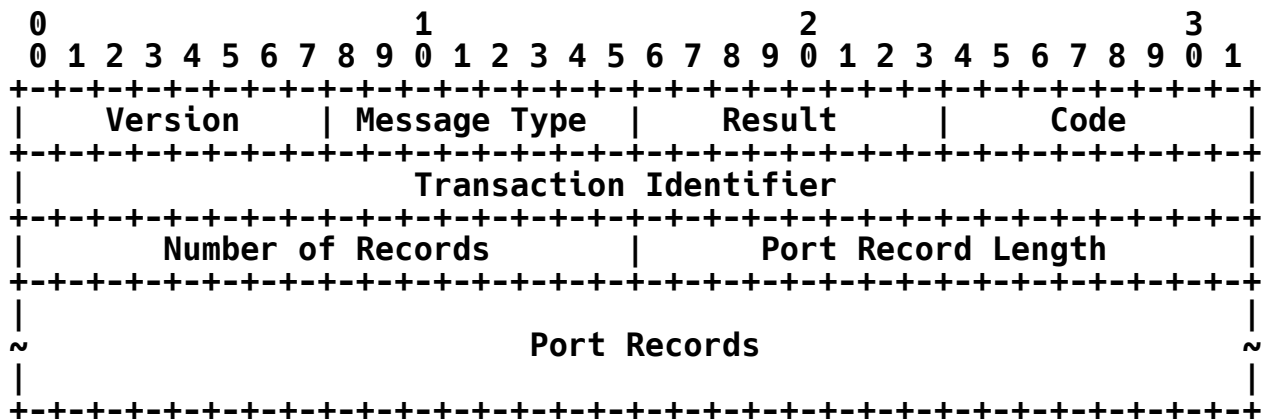 0                   1                   2                   3
 0 1 2 3 4 5 6 7 8 9 0 1 2 3 4 5 6 7 8 9 0 1 2 3 4 5 6 7 8 9 0 1
+-+-+-+-+-+-+-+-+-+-+-+-+-+-+-+-+-+-+-+-+-+-+-+-+-+-+-+-+-+-+-+-+
|    Version    | Message Type  |    Result     |     Code      |
+-+-+-+-+-+-+-+-+-+-+-+-+-+-+-+-+-+-+-+-+-+-+-+-+-+-+-+-+-+-+-+-+
|                    Transaction Identifier                     |
+-+-+-+-+-+-+-+-+-+-+-+-+-+-+-+-+-+-+-+-+-+-+-+-+-+-+-+-+-+-+-+-+
|       Number of Records       |      Port Record Length       |
+-+-+-+-+-+-+-+-+-+-+-+-+-+-+-+-+-+-+-+-+-+-+-+-+-+-+-+-+-+-+-+-+
|                                                               |
~                          Port Records                         ~
|                                                               |
+-+-+-+-+-+-+-+-+-+-+-+-+-+-+-+-+-+-+-+-+-+-+-+-+-+-+-+-+-+-+-+-+